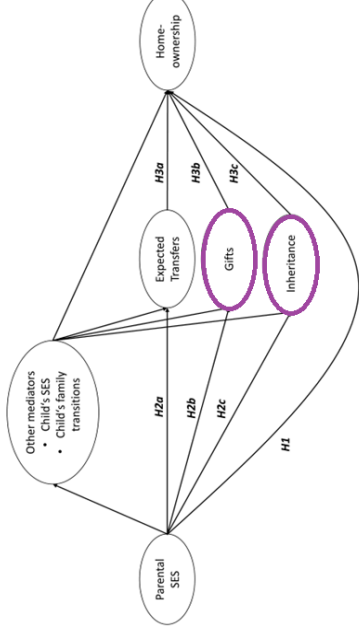 Other mediators
• Child's SES
• Child's family
transitions
Parental
SES
H2a
H2b
H2c
H1
Expected
Transfers
Gifts
Inheritance
H3a
H3b
H3c
Home-
ownership